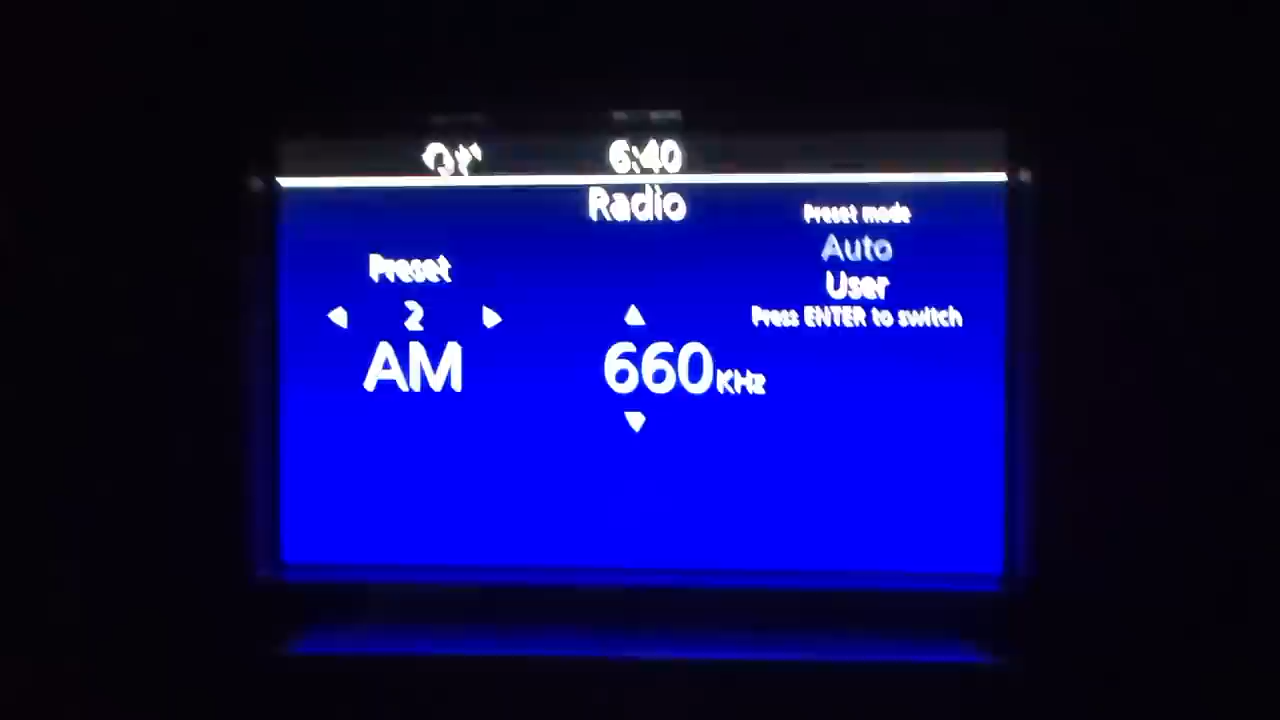 6:40
Radio
Preset mode
Auto
User
Press ENTER to switch
Preset
2
AM
660KHz